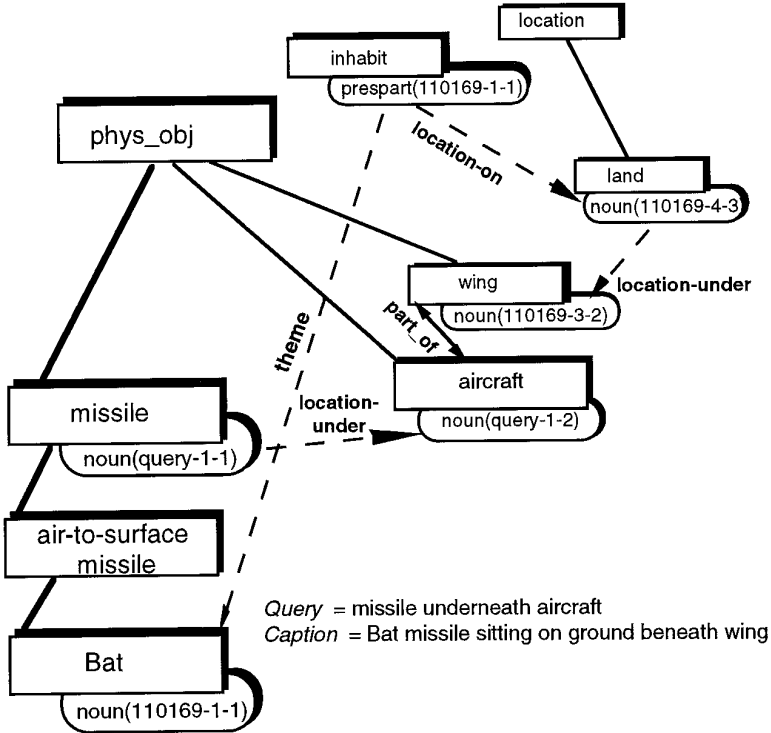 location
inhabit
prespart(110169-1-1)
phys_obj
location-on
land
noun(110169-4-3
wing
location-under
noun(110169-3-2)
part_of
theme
aircraft
missile
location-
under
noun(query-1-2)
noun(query-1-1)
air-to-surface
missile
Query = missile underneath aircraft
Caption = Bat missile sitting on ground beneath wing
Bat
noun(110169-1-1)